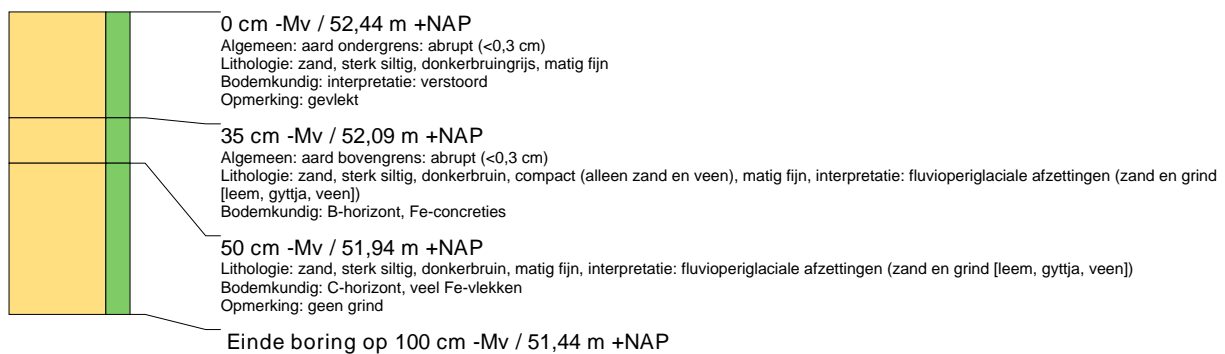 0 cm -Mv / 52,44 m +NAP
Algemeen: aard ondergrens: abrupt (<0,3 cm)
Lithologie: zand, sterk siltig, donkerbruingrijs, matig fijn
Bodemkundig: interpretatie: verstoord
Opmerking: gevlekt
35 cm -Mv / 52,09 m +NAP
Algemeen: aard bovengrens: abrupt (<0,3 cm)
Lithologie: zand, sterk siltig, donkerbruin, compact (alleen zand en veen), matig fijn, interpretatie: fluvioperiglaciale afzettingen (zand en grind
[leem, gyttja, veen])
Bodemkundig: B-horizont, Fe-concreties
50 cm -Mv / 51,94 m +NAP
Lithologie: zand, sterk siltig, donkerbruin, matig fijn, interpretatie: fluvioperiglaciale afzettingen (zand en grind [leem, gyttja, veen])
Bodemkundig: C-horizont, veel Fe-vlekken
Opmerking: geen grind
Einde boring op 100 cm -Mv / 51,44 m +NAP